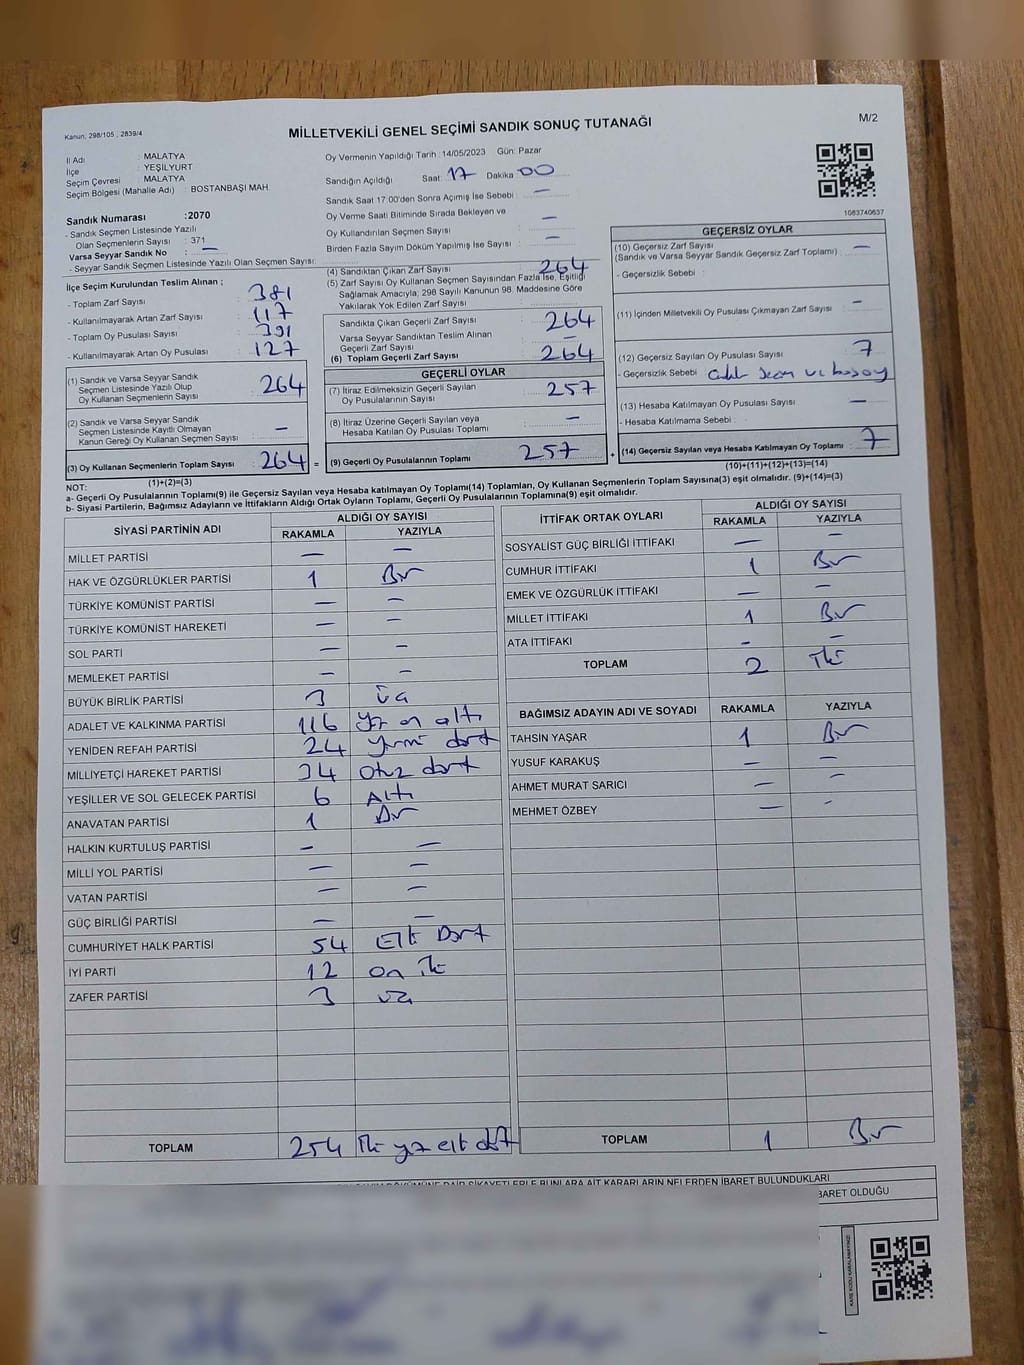 Kanun; 298/105 , 2839/4
MİLLETVEKİLİ GENEL SEÇİMİ SANDIK SONUÇ TUTANAĞI
M/2
İl Adı : MALATYA
İlçe : YEŞİLYURT
Seçim Çevresi : MALATYA
Seçim Bölgesi (Mahalle Adı) : BOSTANBAŞI MAH.
Oy Vermenin Yapıldığı Tarih :14/05/2023 Gün: Pazar
Sandığın Açıldığı Saat: 17 Dakika 00
Sandık Saat 17:00'den Sonra Açımış İse Sebebi : —
Oy Verme Saati Bitiminde Sırada Bekleyen ve
Oy Kullandırılan Seçmen Sayısı : —
Birden Fazla Sayım Döküm Yapılmış İse Sayısı : —
1083740637
Sandık Numarası :2070
- Sandık Seçmen Listesinde Yazılı
Olan Seçmenlerin Sayısı : 371
Varsa Seyyar Sandık No : —
- Seyyar Sandık Seçmen Listesinde Yazılı Olan Seçmen Sayısı:
İlçe Seçim Kurulundan Teslim Alınan ;
- Toplam Zarf Sayısı : 381
- Kullanılmayarak Artan Zarf Sayısı : 117
- Toplam Oy Pusulası Sayısı : 391
- Kullanılmayarak Artan Oy Pusulası : 127
(1) Sandık ve Varsa Seyyar Sandık
Seçmen Listesinde Yazılı Olup
Oy Kullanan Seçmenlerin Sayısı : 264
(2) Sandık ve Varsa Seyyar Sandık
Seçmen Listesinde Kayıtlı Olmayan
Kanun Gereği Oy Kullanan Seçmen Sayısı : —
(3) Oy Kullanan Seçmenlerin Toplam Sayısı : 264 =
(1)+(2)=(3)
(4) Sandıktan Çıkan Zarf Sayısı : 264
(5) Zarf Sayısı Oy Kullanan Seçmen Sayısından Fazla İse, Eşitliği
Sağlamak Amacıyla; 298 Sayılı Kanunun 98. Maddesine Göre
Yakılarak Yok Edilen Zarf Sayısı :
Sandıkta Çıkan Geçerli Zarf Sayısı : 264
Varsa Seyyar Sandıktan Teslim Alınan
Geçerli Zarf Sayısı : —
(6) Toplam Geçerli Zarf Sayısı : 264
GEÇERLİ OYLAR
(7) İtiraz Edilmeksizin Geçerli Sayılan
Oy Pusulalarının Sayısı : 257
(8) İtiraz Üzerine Geçerli Sayılan veya
Hesaba Katılan Oy Pusulası Toplamı : —
(9) Geçerli Oy Pusulalarının Toplamı : 257 +
GEÇERSİZ OYLAR
(10) Geçersiz Zarf Sayısı : —
(Sandık ve Varsa Seyyar Sandık Geçersiz Zarf Toplamı)
- Geçersizlik Sebebi :
(11) İçinden Milletvekili Oy Pusulası Çıkmayan Zarf Sayısı : —
(12) Geçersiz Sayılan Oy Pusulası Sayısı : 7
- Geçersizlik Sebebi :
(13) Hesaba Katılmayan Oy Pusulası Sayısı : —
- Hesaba Katılmama Sebebi :
(14) Geçersiz Sayılan veya Hesaba Katılmayan Oy Toplamı : 7
(10)+(11)+(12)+(13)=(14)
NOT:
a- Geçerli Oy Pusulalarının Toplamı(9) ile Geçersiz Sayılan veya Hesaba Katılmayan Oy Toplamı(14) Toplamları, Oy Kullanan Seçmenlerin Toplam Sayısına(3) eşit olmalıdır. (9)+(14)=(3)
b- Siyasi Partilerin, Bağımsız Adayların ve İttifakların Aldığı Ortak Oyların Toplamı, Geçerli Oy Pusulalarının Toplamına(9) eşit olmalıdır.
SİYASİ PARTİNİN ADI ALDIĞI OY SAYISI
RAKAMLA YAZIYLA
MİLLET PARTİSİ — —
HAK VE ÖZGÜRLÜKLER PARTİSİ 1 Bir
TÜRKİYE KOMÜNİST PARTİSİ — —
TÜRKİYE KOMÜNİST HAREKETİ — —
SOL PARTİ — —
MEMLEKET PARTİSİ — —
BÜYÜK BİRLİK PARTİSİ 3 üç
ADALET VE KALKINMA PARTİSİ 116 yüz on altı
YENİDEN REFAH PARTİSİ 24 yirmi dört
MİLLİYETÇİ HAREKET PARTİSİ 34 otuz dört
YEŞİLLER VE SOL GELECEK PARTİSİ 6 Altı
ANAVATAN PARTİSİ 1 Bir
HALKIN KURTULUŞ PARTİSİ — —
MİLLİ YOL PARTİSİ — —
VATAN PARTİSİ — —
GÜÇ BİRLİĞİ PARTİSİ — —
CUMHURİYET HALK PARTİSİ 54 Elli Dört
İYİ PARTİ 12 on iki
ZAFER PARTİSİ 3 üç
TOPLAM 254 İki yüz elli dört
İTTİFAK ORTAK OYLARI ALDIĞI OY SAYISI
RAKAMLA YAZIYLA
SOSYALİST GÜÇ BİRLİĞİ İTTİFAKI — —
CUMHUR İTTİFAKI 1 Bir
EMEK VE ÖZGÜRLÜK İTTİFAKI — —
MİLLET İTTİFAKI 1 Bir
ATA İTTİFAKI — —
TOPLAM 2 İki
BAĞIMSIZ ADAYIN ADI VE SOYADI RAKAMLA YAZIYLA
TAHSİN YAŞAR 1 Bir
YUSUF KARAKUŞ — —
AHMET MURAT SARICI — —
MEHMET ÖZBEY — —
TOPLAM 1 Bir
DAİR ŞİKAYETLERLE BUNLARA AİT KARARLARIN NELERDEN İBARET BULUNDUKLARI
BARET OLDUĞU